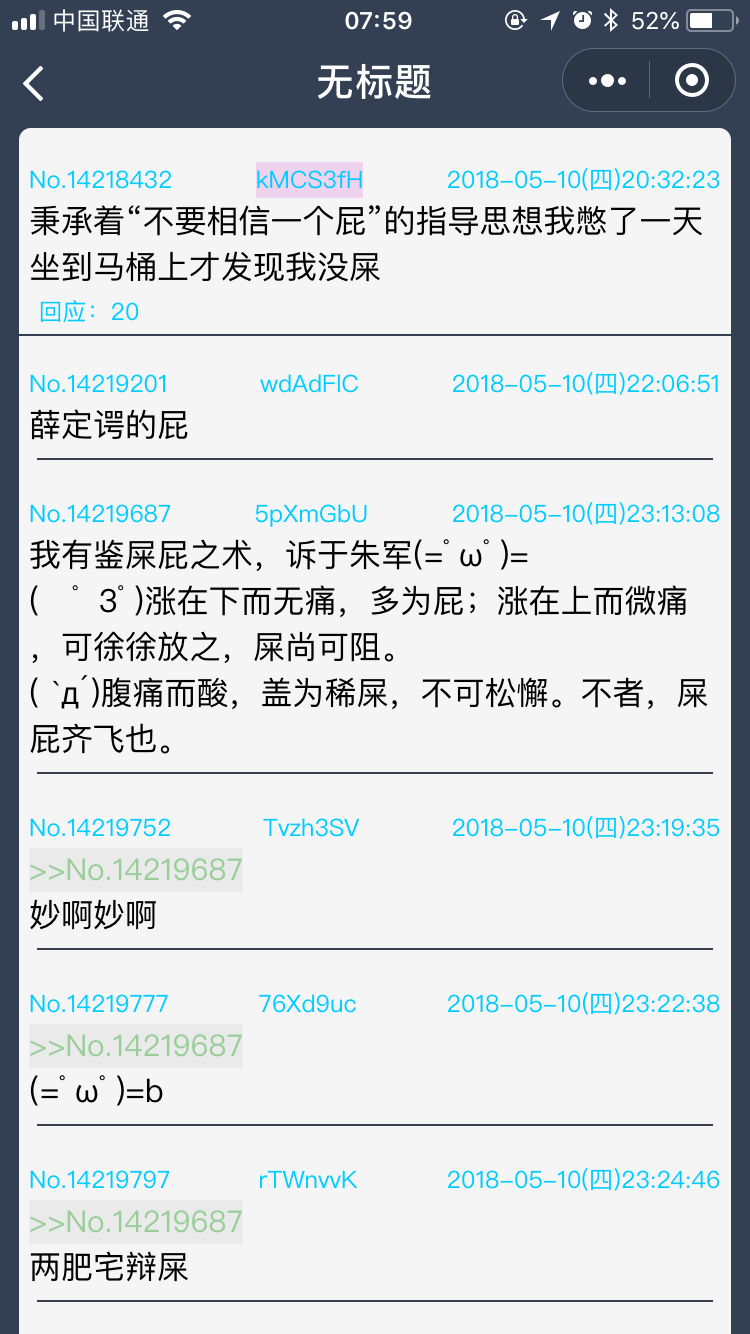 中国联通 07:59 52%
无标题
No.14218432 kMCS3fH 2018-05-10(四)20:32:23
秉承着“不要相信一个屁”的指导思想我憋了一天
坐到马桶上才发现我没屎
回应：20
No.14219201 wdAdFlC 2018-05-10(四)22:06:51
薛定谔的屁
No.14219687 5pXmGbU 2018-05-10(四)23:13:08
我有鉴屎屁之术，诉于朱军(=ﾟωﾟ)=
(　ﾟ 3ﾟ)涨在下而无痛，多为屁；涨在上而微痛
，可徐徐放之，屎尚可阻。
( `д´)腹痛而酸，盖为稀屎，不可松懈。不者，屎
屁齐飞也。
No.14219752 Tvzh3SV 2018-05-10(四)23:19:35
>>No.14219687
妙啊妙啊
No.14219777 76Xd9uc 2018-05-10(四)23:22:38
>>No.14219687
(=ﾟωﾟ)=b
No.14219797 rTWnvvK 2018-05-10(四)23:24:46
>>No.14219687
两肥宅辩屎